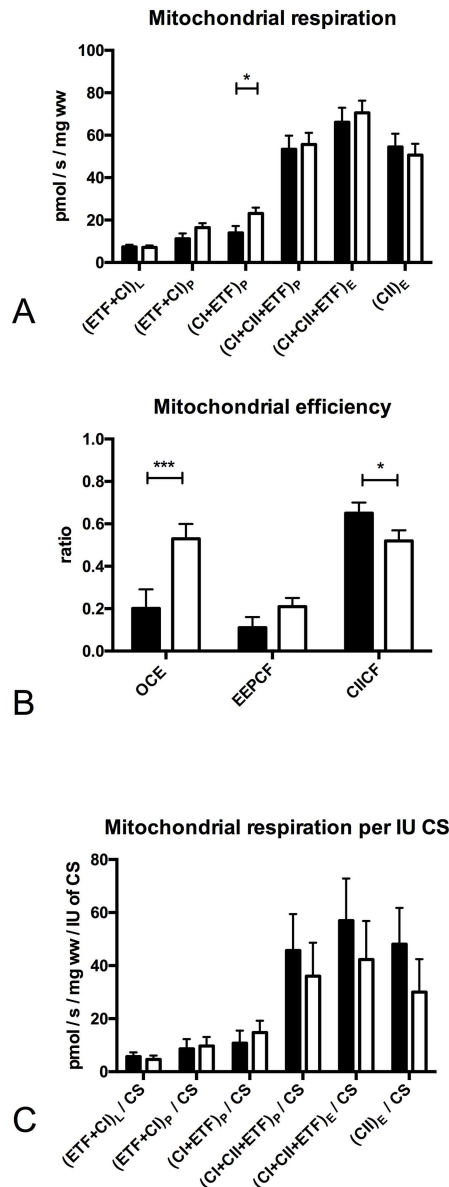 Mitochondrial respiration
pmol / s / mg ww
100
80
60
40
20
0
*
(ETF+CI)L
(ETF+CI)P
(CI+ETF)P
(CI+CII+ETF)P
(CI+CII+ETF)E
(CII)E
A
Mitochondrial efficiency
ratio
1.0
0.8
0.6
0.4
0.2
0.0
***
*
OCE
EEPCF
CIICF
B
Mitochondrial respiration per IU CS
pmol / s / mg ww / IU of CS
80
60
40
20
0
(ETF+CI)L / CS
(ETF+CI)P / CS
(CI+ETF)P / CS
(CI+CII+ETF)P / CS
(CI+CII+ETF)E / CS
(CII)E / CS
C